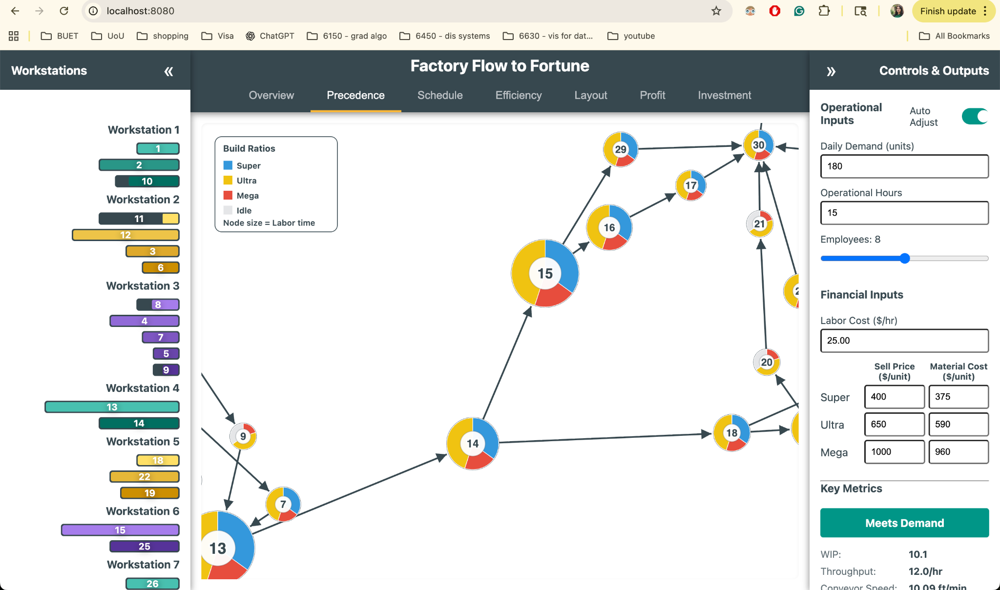 localhost:8080
Finish update
BUET
UoU
shopping
Visa
ChatGPT
6150 - grad algo
6450 - dis systems
6630 - vis for dat...
youtube
All Bookmarks
Workstations
Factory Flow to Fortune
Controls & Outputs
Overview
Precedence
Schedule
Efficiency
Layout
Profit
Investment
Workstation 1
1
2
10
Workstation 2
11
12
3
6
Workstation 3
8
4
7
5
9
Workstation 4
13
14
Workstation 5
18
22
19
Workstation 6
15
25
Workstation 7
26
Build Ratios
Super
Ultra
Mega
Idle
Node size = Labor time
29
30
17
16
21
15
20
9
14
18
7
13
Operational
Inputs
Auto
Adjust
Daily Demand (units)
180
Operational Hours
15
Employees: 8
Financial Inputs
Labor Cost ($/hr)
25.00
Sell Price
($/unit)
Material Cost
($/unit)
Super
400
375
Ultra
650
590
Mega
1000
960
Key Metrics
Meets Demand
WIP:
10.1
Throughput:
12.0/hr
Conveyor Speed:
10.09 ft/min